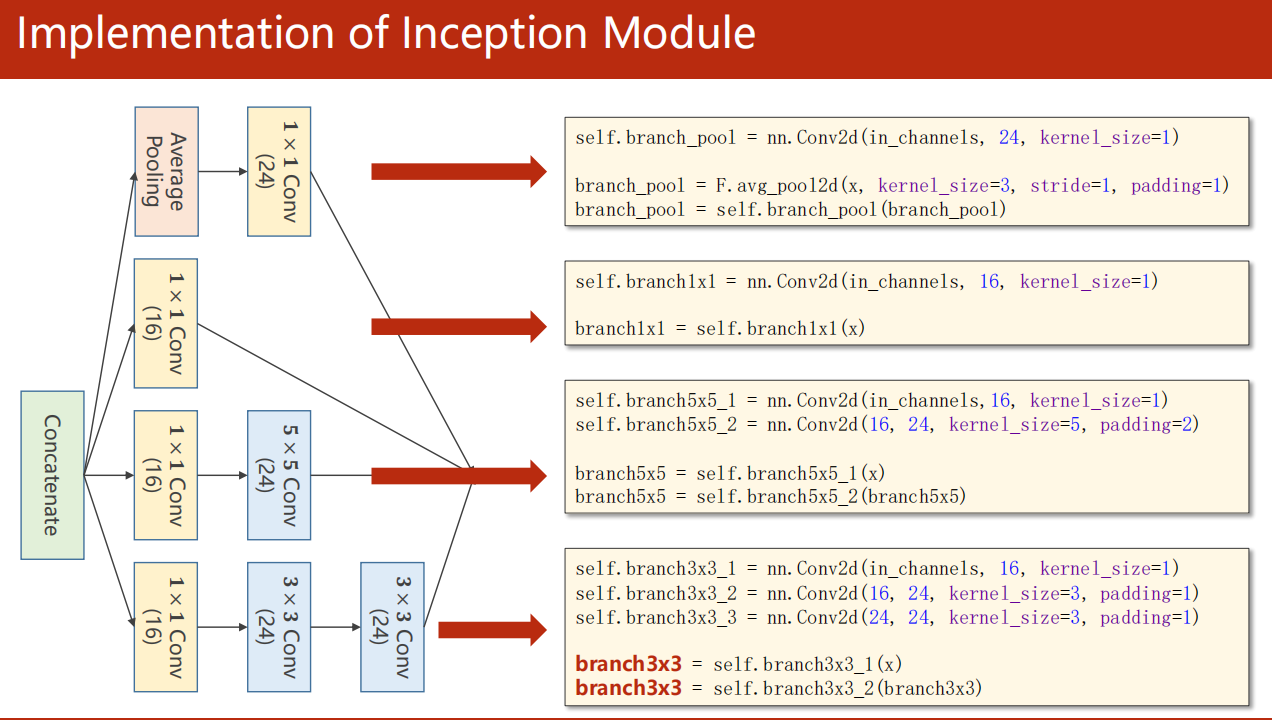 Implementation of Inception Module
Average
Pooling
1×1 Conv
(24)
self.branch_pool = nn.Conv2d(in_channels, 24, kernel_size=1)
branch_pool = F.avg_pool2d(x, kernel_size=3, stride=1, padding=1)
branch_pool = self.branch_pool(branch_pool)
1×1 Conv
(16)
self.branch1x1 = nn.Conv2d(in_channels, 16, kernel_size=1)
branch1x1 = self.branch1x1(x)
Concatenate
1×1 Conv
(16)
5×5 Conv
(24)
self.branch5x5_1 = nn.Conv2d(in_channels,16, kernel_size=1)
self.branch5x5_2 = nn.Conv2d(16, 24, kernel_size=5, padding=2)
branch5x5 = self.branch5x5_1(x)
branch5x5 = self.branch5x5_2(branch5x5)
1×1 Conv
(16)
3×3 Conv
(24)
3×3 Conv
(24)
self.branch3x3_1 = nn.Conv2d(in_channels, 16, kernel_size=1)
self.branch3x3_2 = nn.Conv2d(16, 24, kernel_size=3, padding=1)
self.branch3x3_3 = nn.Conv2d(24, 24, kernel_size=3, padding=1)
branch3x3 = self.branch3x3_1(x)
branch3x3 = self.branch3x3_2(branch3x3)